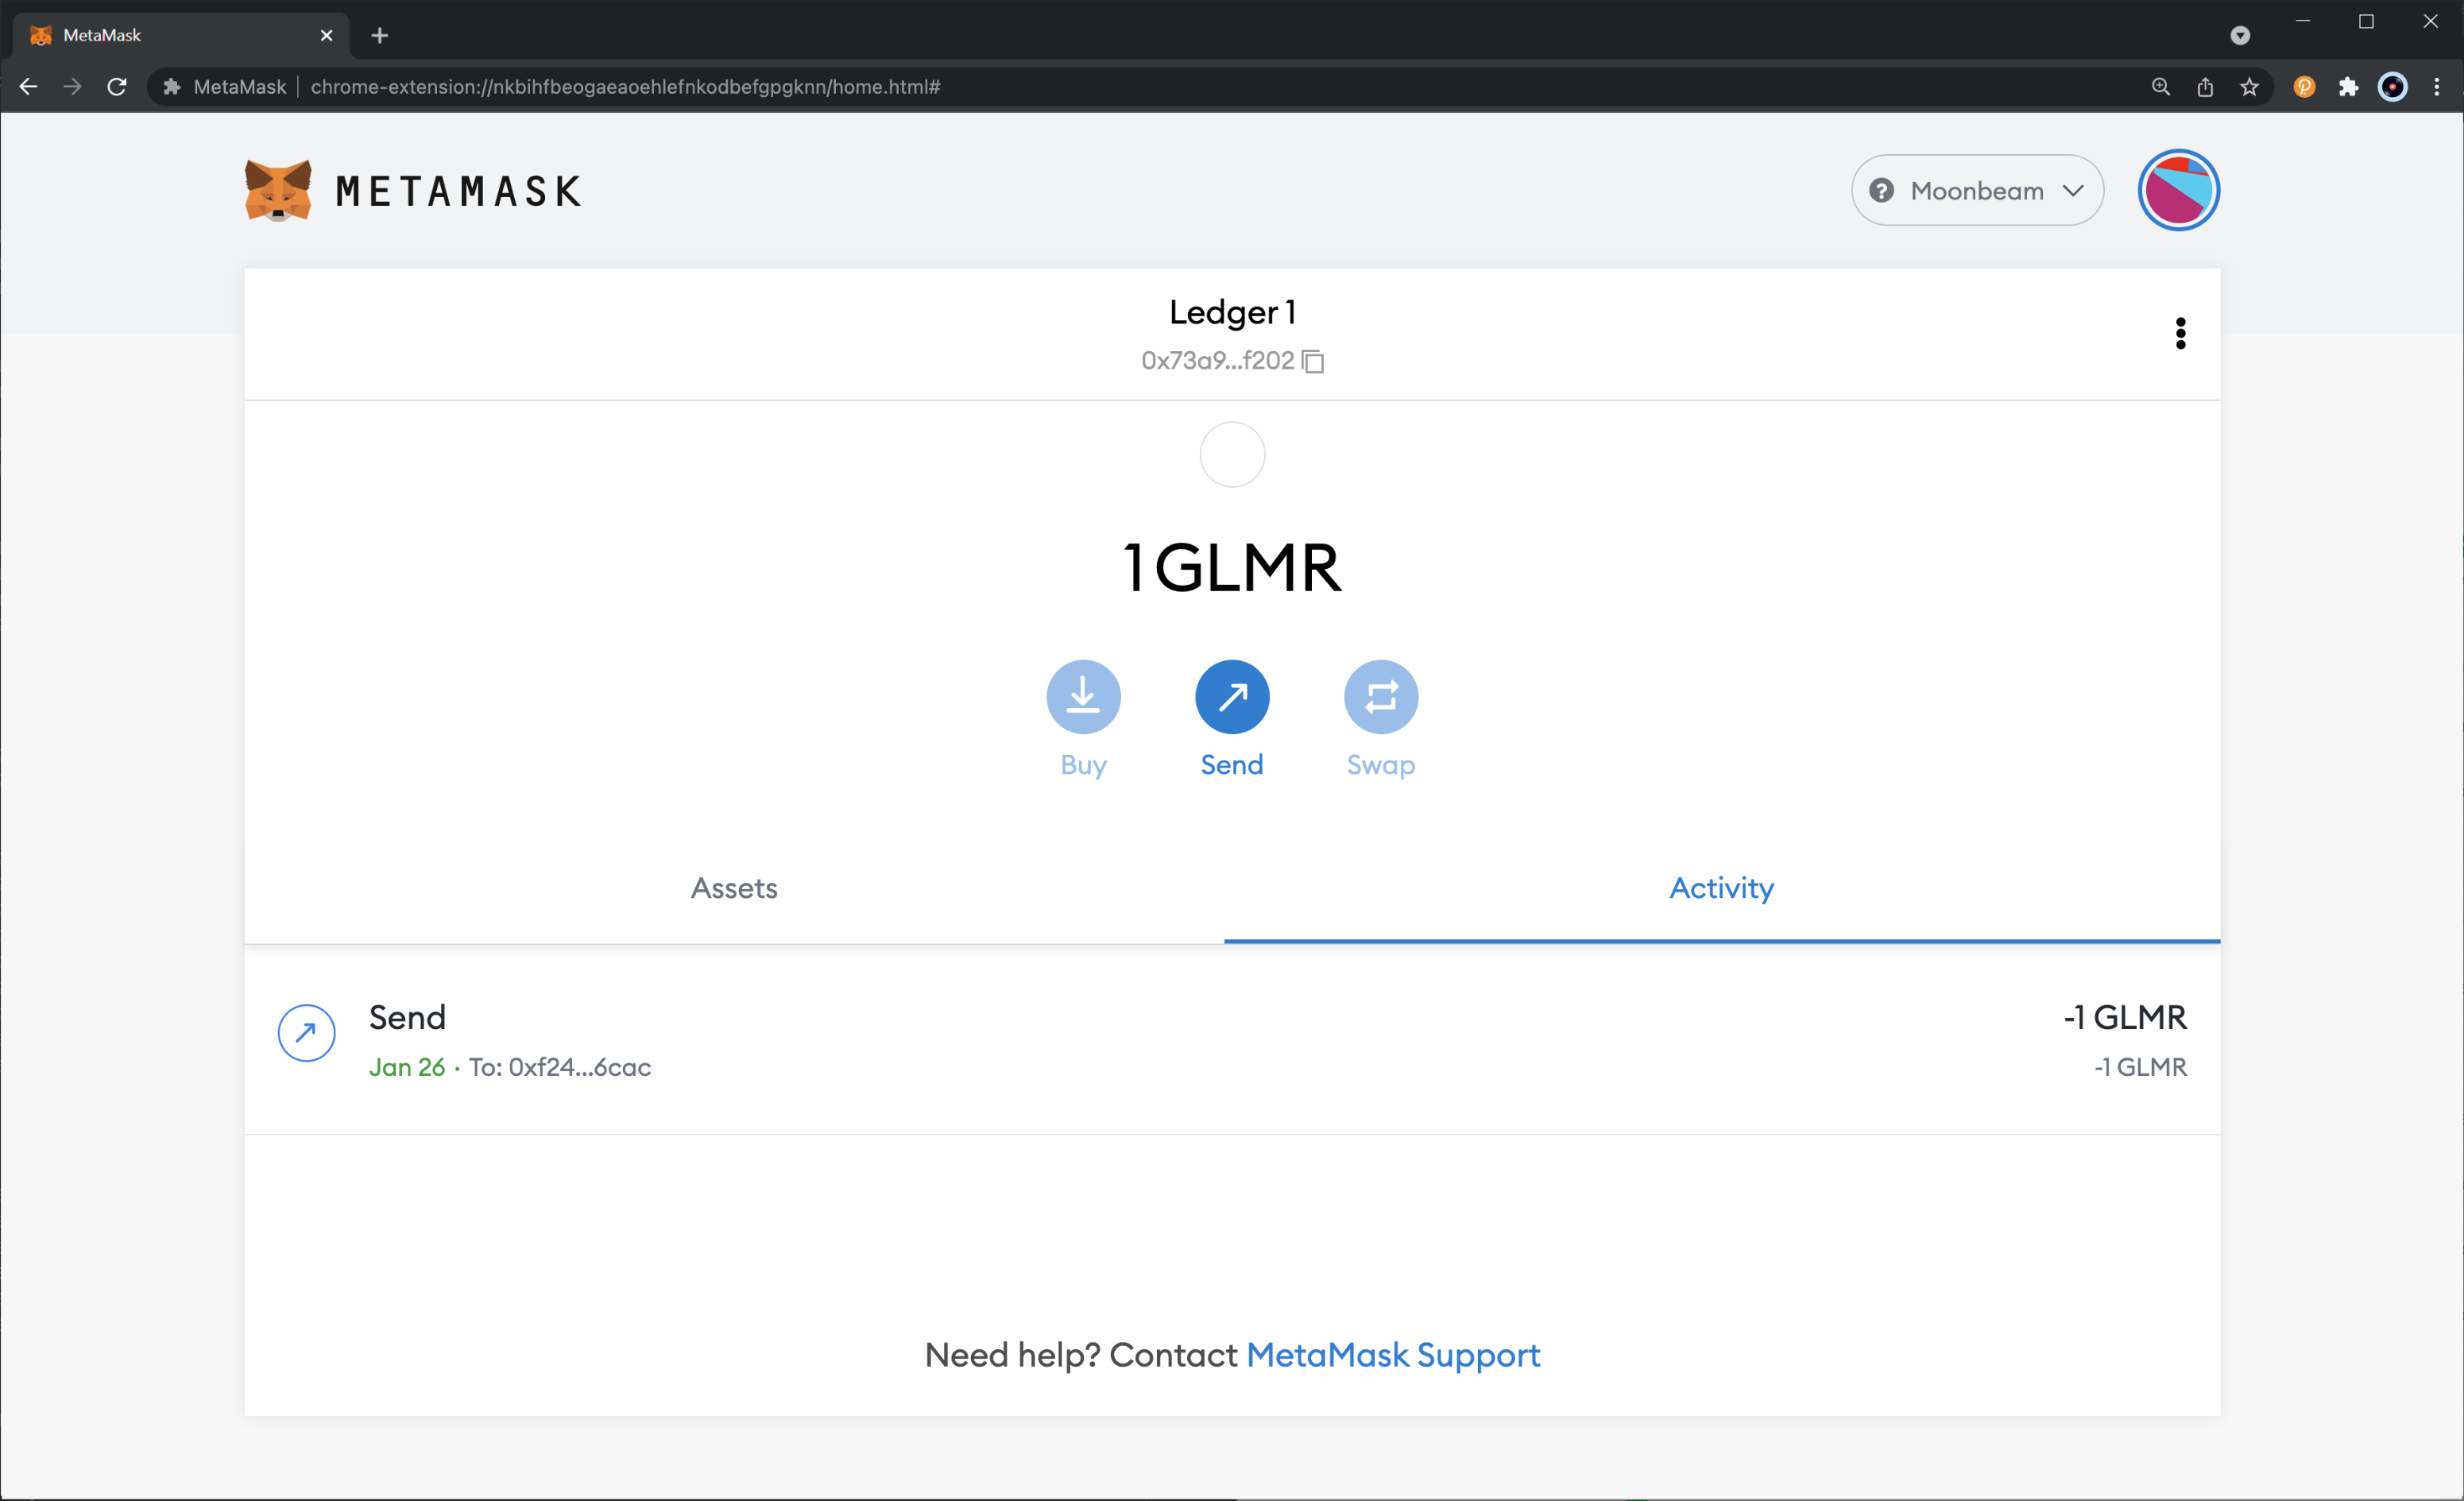 MetaMask
MetaMask | chrome-extension://nkbihfbeogaeaoehlefnkodbefgpgknn/home.html#
METAMASK
Moonbeam
Ledger 1
0x73a9...f202
1 GLMR
Buy
Send
Swap
Assets
Activity
Send
-1 GLMR
Jan 26 · To: 0xf24...6cac
-1 GLMR
Need help? Contact MetaMask Support